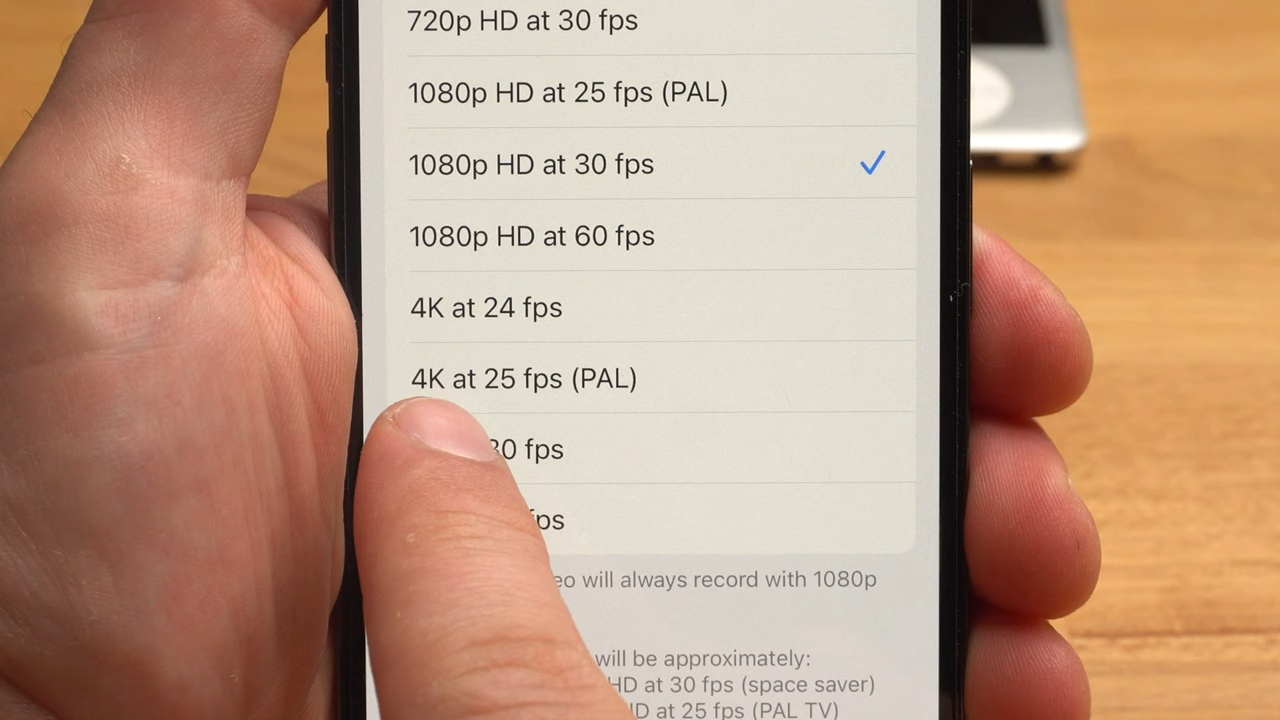 720p HD at 30 fps
1080p HD at 25 fps (PAL)
1080p HD at 30 fps
1080p HD at 60 fps
4K at 24 fps
4K at 25 fps (PAL)
30 fps
fps
will always record with 1080p
will be approximately:
HD at 30 fps (space saver)
at 25 fps (PAL TV)